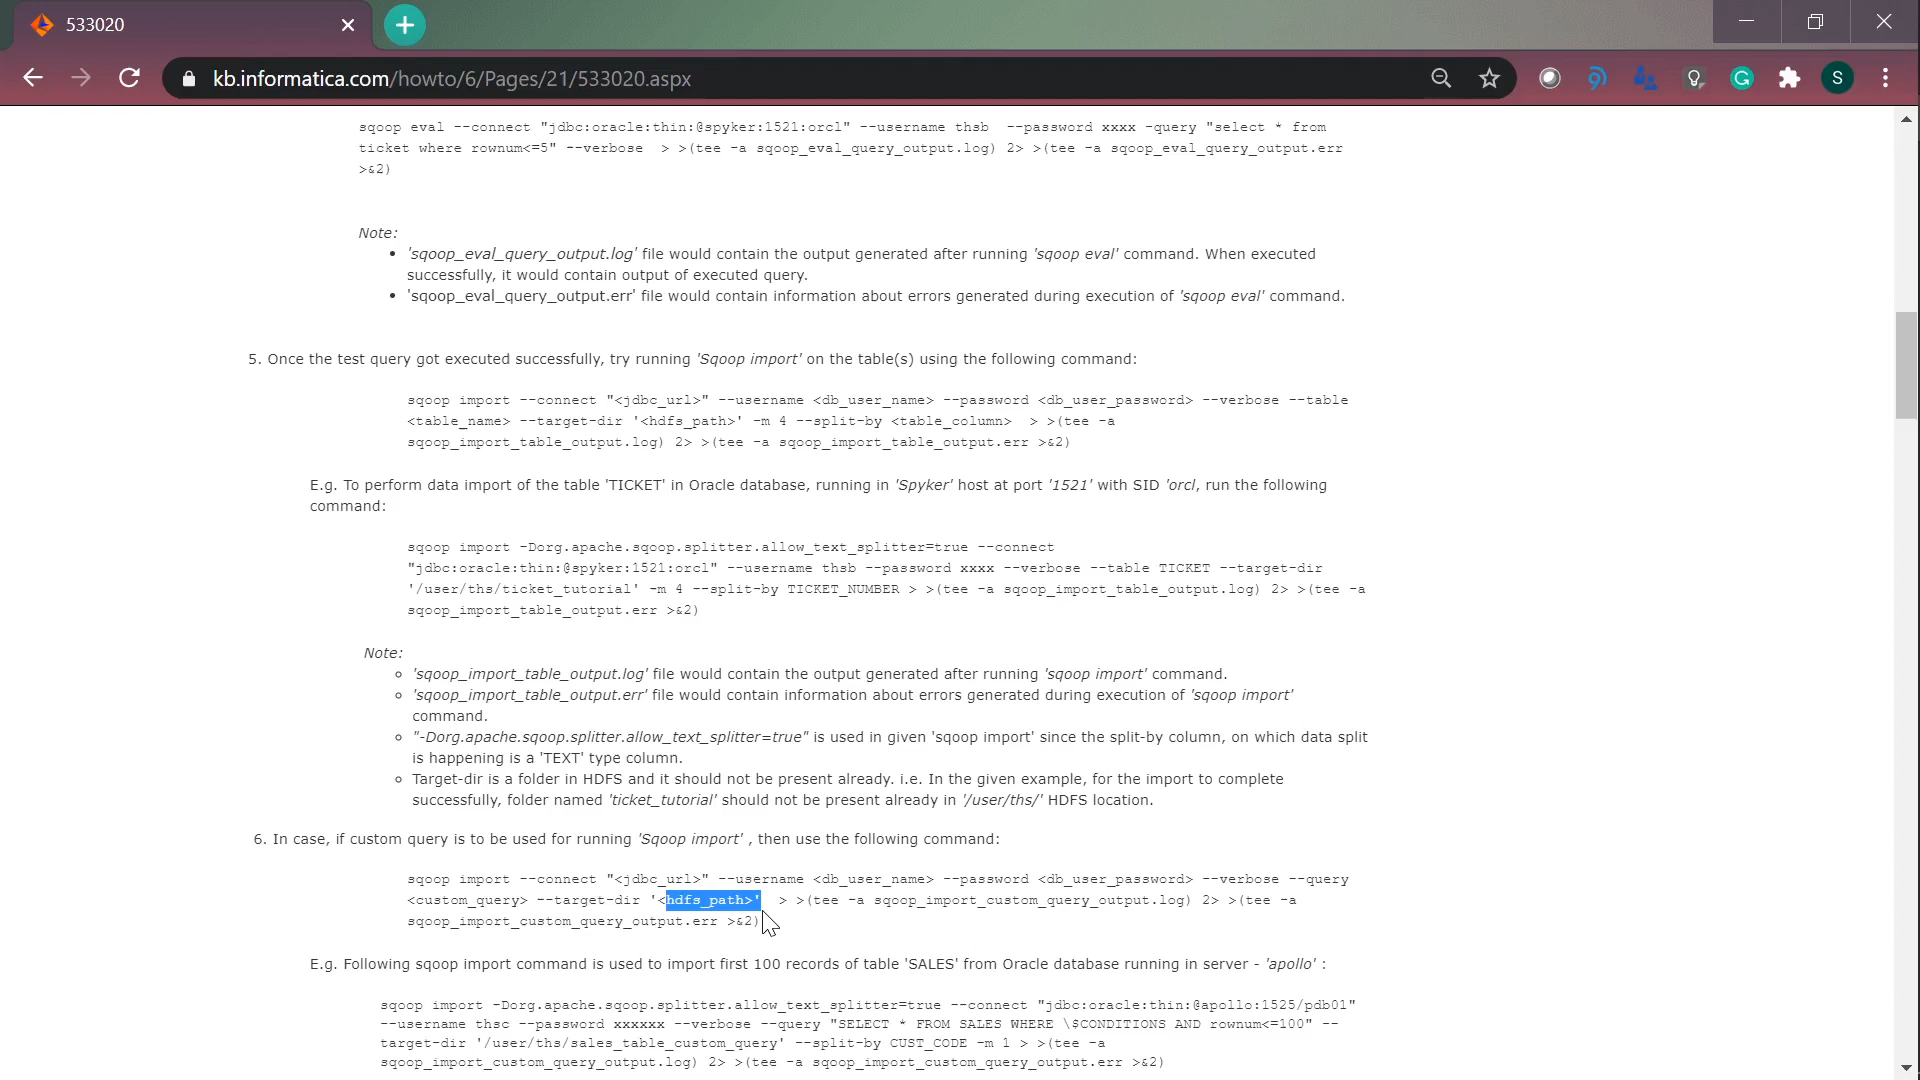 533020
kb.informatica.com/howto/6/Pages/21/533020.aspx
S
sqoop eval --connect "jdbc:oracle:thin:@spyker:1521:orcl" --username thsb  --password xxxx -query "select * from
ticket where rownum<=5" --verbose  > >(tee -a sqoop_eval_query_output.log) 2> >(tee -a sqoop_eval_query_output.err
>&2)
Note:
• 'sqoop_eval_query_output.log' file would contain the output generated after running 'sqoop eval' command. When executed
successfully, it would contain output of executed query.
• 'sqoop_eval_query_output.err' file would contain information about errors generated during execution of 'sqoop eval' command.
5. Once the test query got executed successfully, try running 'Sqoop import' on the table(s) using the following command:
sqoop import --connect "<jdbc_url>" --username <db_user_name> --password <db_user_password> --verbose --table
<table_name> --target-dir '<hdfs_path>' -m 4 --split-by <table_column>  > >(tee -a
sqoop_import_table_output.log) 2> >(tee -a sqoop_import_table_output.err >&2)
E.g. To perform data import of the table 'TICKET' in Oracle database, running in 'Spyker' host at port '1521' with SID 'orcl, run the following
command:
sqoop import -Dorg.apache.sqoop.splitter.allow_text_splitter=true --connect
"jdbc:oracle:thin:@spyker:1521:orcl" --username thsb --password xxxx --verbose --table TICKET --target-dir
'/user/ths/ticket_tutorial' -m 4 --split-by TICKET_NUMBER > >(tee -a sqoop_import_table_output.log) 2> >(tee -a
sqoop_import_table_output.err >&2)
Note:
○ 'sqoop_import_table_output.log' file would contain the output generated after running 'sqoop import' command.
○ 'sqoop_import_table_output.err' file would contain information about errors generated during execution of 'sqoop import'
command.
○ "-Dorg.apache.sqoop.splitter.allow_text_splitter=true" is used in given 'sqoop import' since the split-by column, on which data split
is happening is a 'TEXT' type column.
○ Target-dir is a folder in HDFS and it should not be present already. i.e. In the given example, for the import to complete
successfully, folder named 'ticket_tutorial' should not be present already in '/user/ths/' HDFS location.
6. In case, if custom query is to be used for running 'Sqoop import' , then use the following command:
sqoop import --connect "<jdbc_url>" --username <db_user_name> --password <db_user_password> --verbose --query
<custom_query> --target-dir '<hdfs_path>'  > >(tee -a sqoop_import_custom_query_output.log) 2> >(tee -a
sqoop_import_custom_query_output.err >&2)
E.g. Following sqoop import command is used to import first 100 records of table 'SALES' from Oracle database running in server - 'apollo' :
sqoop import -Dorg.apache.sqoop.splitter.allow_text_splitter=true --connect "jdbc:oracle:thin:@apollo:1525/pdb01"
--username thsc --password xxxxxx --verbose --query "SELECT * FROM SALES WHERE \$CONDITIONS AND rownum<=100" --
target-dir '/user/ths/sales_table_custom_query' --split-by CUST_CODE -m 1 > >(tee -a
sqoop_import_custom_query_output.log) 2> >(tee -a sqoop_import_custom_query_output.err >&2)